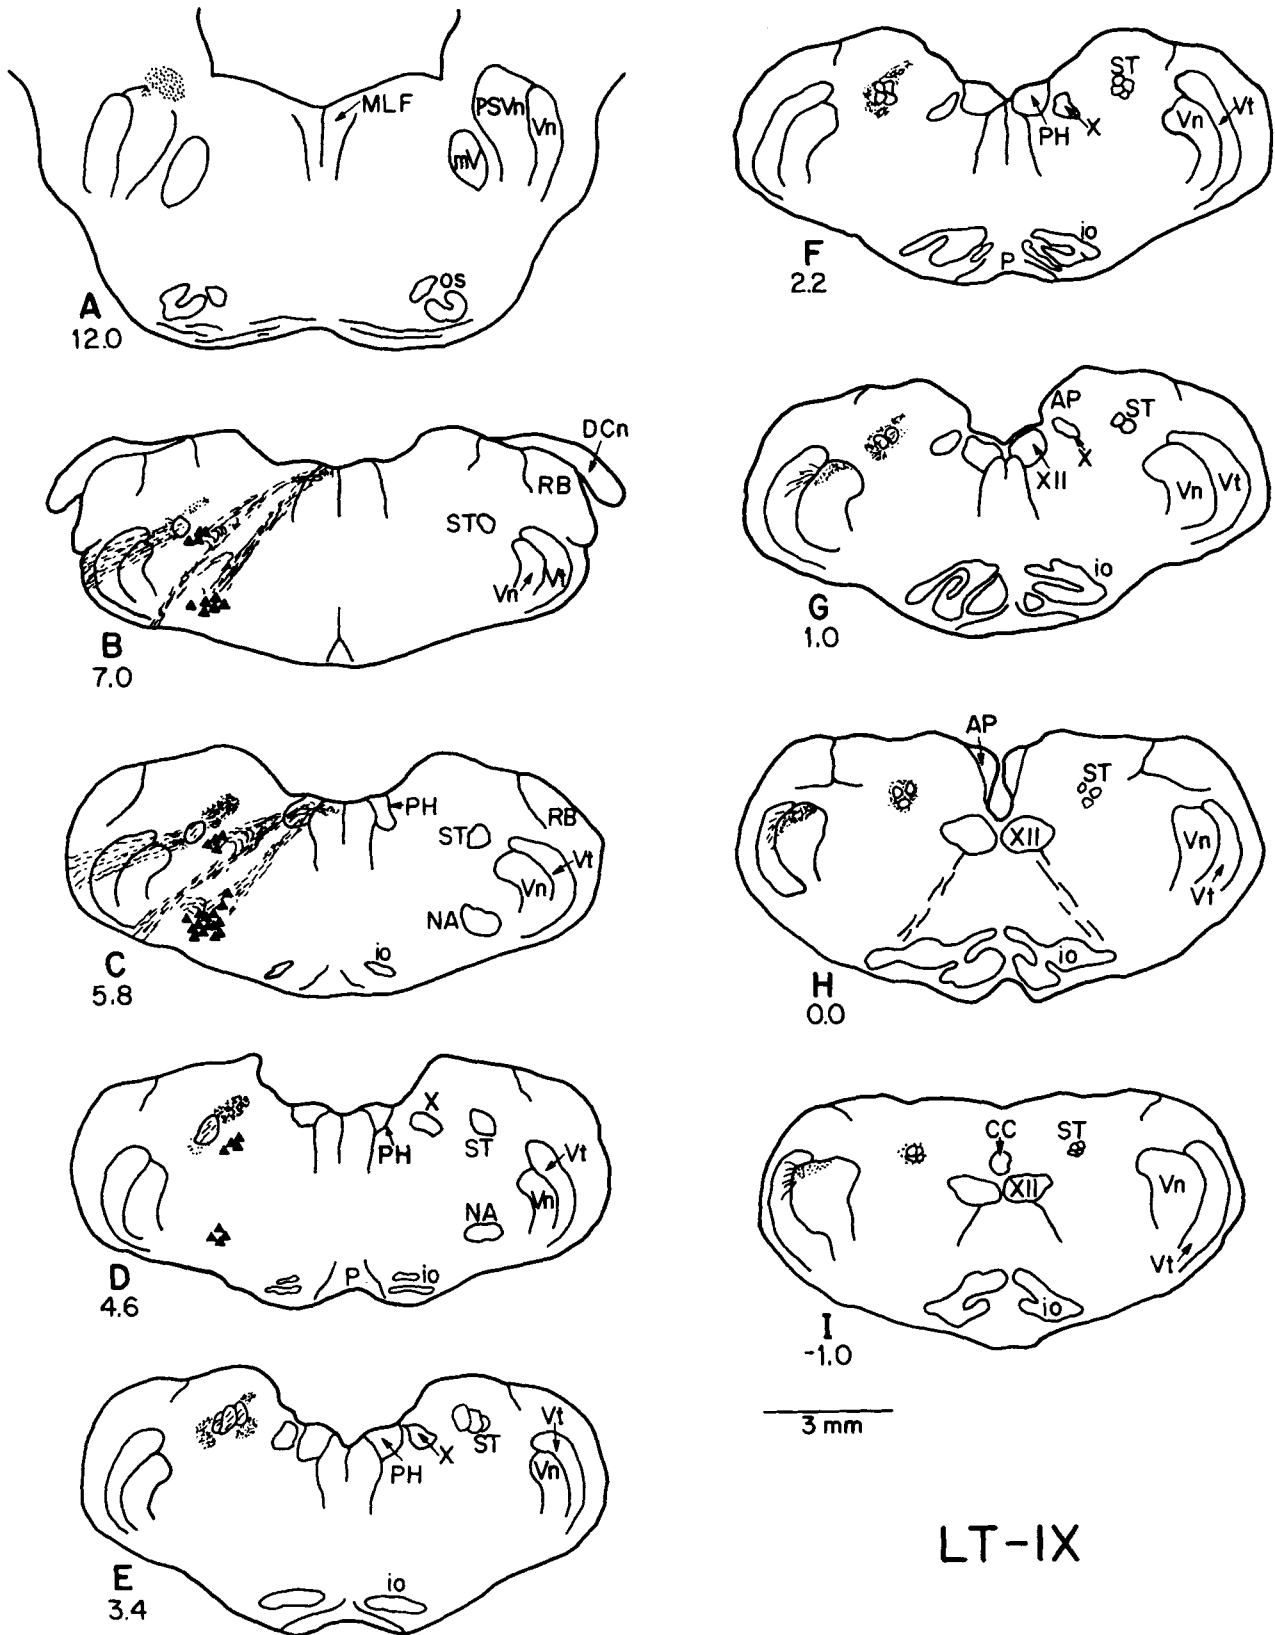 MLF
PSVn
Vn
mV
os
A
12.0
DCn
RB
ST
Vn
Vt
B
7.0
PH
RB
ST
Vt
Vn
NA
io
C
5.8
X
PH
ST
Vt
Vn
NA
P
io
D
4.6
Vt
ST
X
PH
Vn
io
E
3.4
ST
Vt
Vn
PH
X
io
P
F
2.2
AP
ST
X
XII
Vn
Vt
io
G
1.0
AP
ST
XII
Vn
Vt
io
H
0.0
CC
ST
XII
Vn
Vt
io
I
-1.0
3 mm
LT-IX